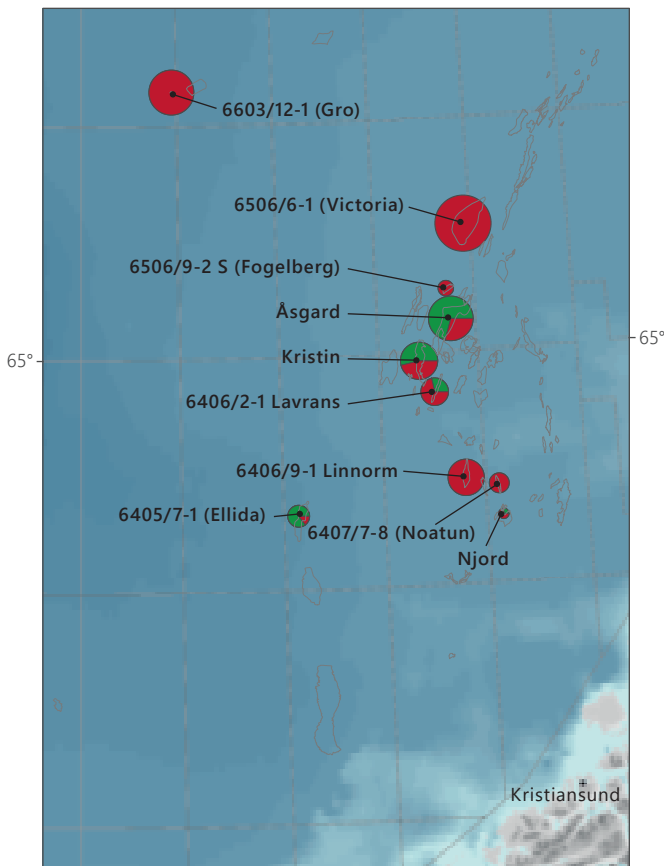 6603/12-1 (Gro)
6506/6-1 (Victoria)
6506/9-2 S (Fogelberg)
Åsgard
65°
Kristin
65°
6406/2-1 Lavrans
6406/9-1 Linnorm
6405/7-1 (Ellida)
6407/7-8 (Noatun)
Njord
Kristiansund